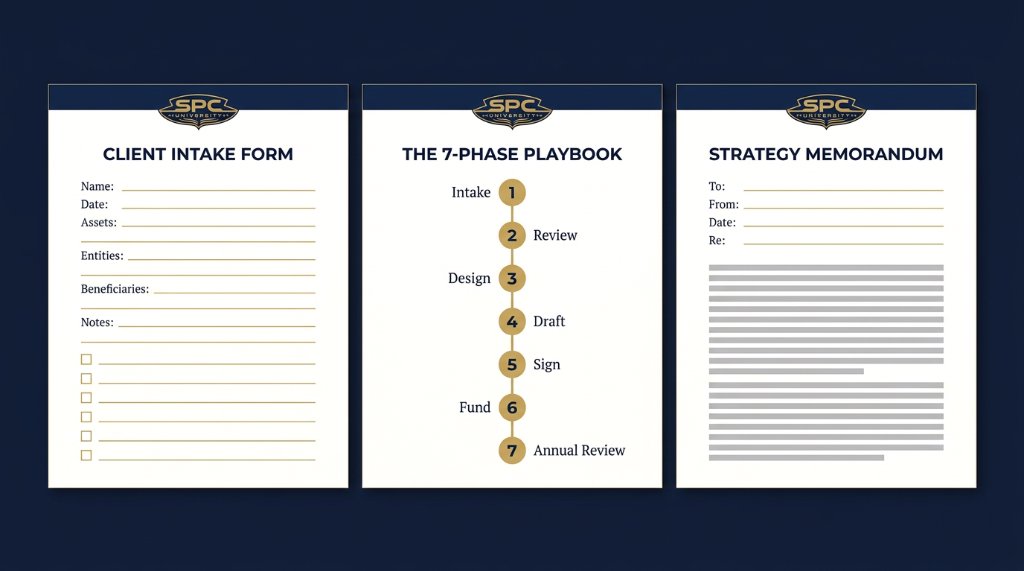 SPC
UNIVERSITY
CLIENT INTAKE FORM
Name:
Date:
Assets:
Entities:
Beneficiaries:
Notes:
SPC
UNIVERSITY
THE 7-PHASE PLAYBOOK
Intake 1
2 Review
Design 3
4 Draft
5 Sign
Fund 6
7 Annual Review
SPC
UNIVERSITY
STRATEGY MEMORANDUM
To:
From:
Date:
Re: